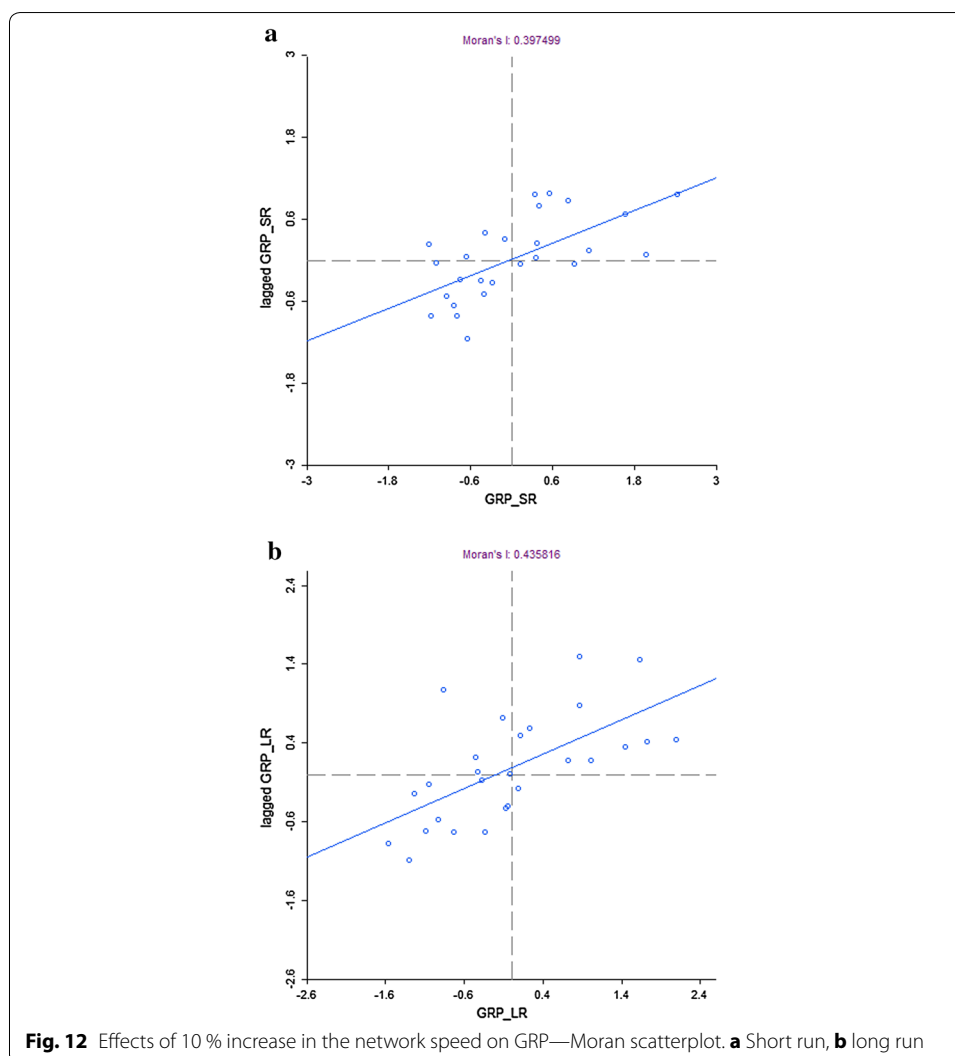 a
Moran's I: 0.397499
3
1.8
0.6
-0.6
-1.8
-3
lagged GRP_SR
-3 -1.8 -0.6 0.6 1.8 3
GRP_SR
b
Moran's I: 0.435816
2.4
1.4
0.4
-0.6
-1.6
-2.6
lagged GRP_LR
-2.6 -1.6 -0.6 0.4 1.4 2.4
GRP_LR
Fig. 12 Effects of 10 % increase in the network speed on GRP—Moran scatterplot. a Short run, b long run